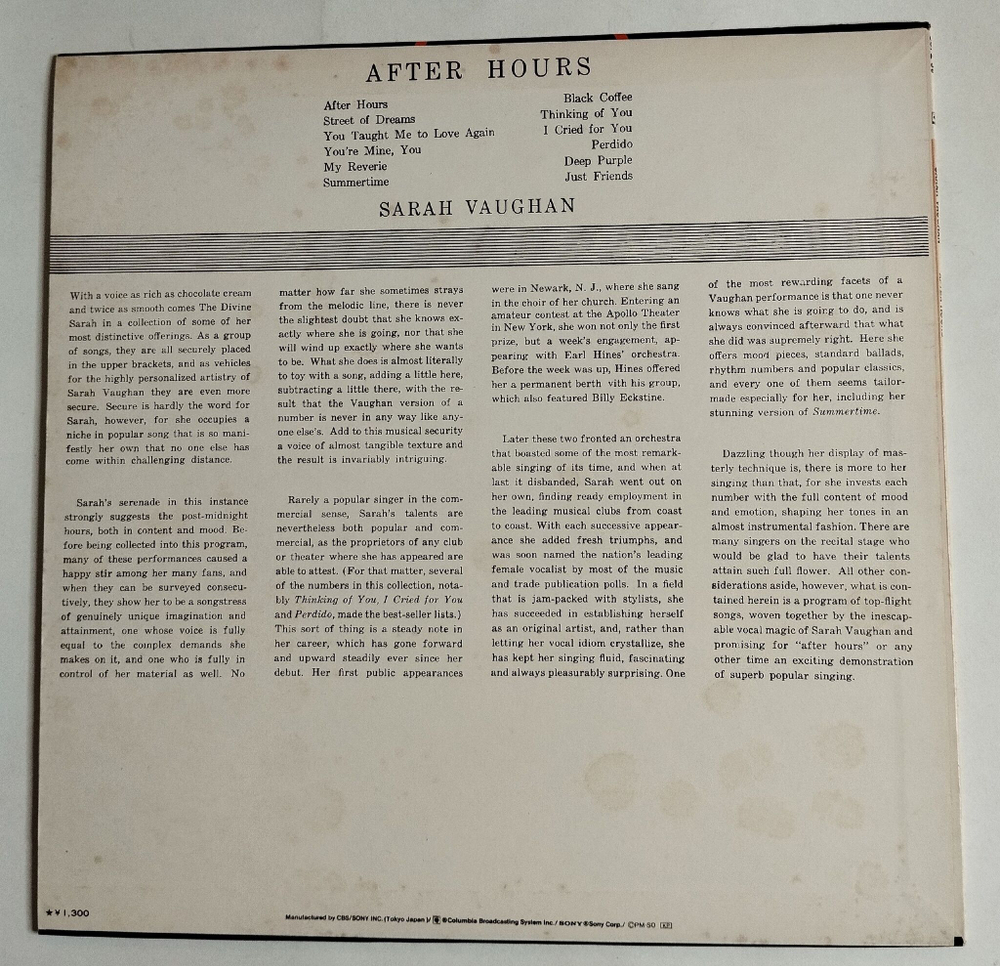 AFTER HOURS
After Hours
Street of Dreams
You Taught Me to Love Again
You're Mine, You
My Reverie
Summertime
Black Coffee
Thinking of You
I Cried for You
Perdido
Deep Purple
Just Friends
SARAH VAUGHAN
With a voice as rich as chocolate cream
and twice as smooth comes The Divine
Sarah in a collection of some of her
most distinctive offerings. As a group
of songs, they are all securely placed
in the upper brackets, and as vehicles
for the highly personalized artistry of
Sarah Vaughan they are even more
secure. Secure is hardly the word for
Sarah, however, for she occupies a
niche in popular song that is so mani-
festly her own that no one else has
come within challenging distance.
Sarah's serenade in this instance
strongly suggests the post-midnight
hours, both in content and mood. Be-
fore being collected into this program,
many of these performances caused a
happy stir among her many fans, and
when they can be surveyed consecu-
tively, they show her to be a songstress
of genuinely unique imagination and
attainment, one whose voice is fully
equal to the complex demands she
makes on it, and one who is fully in
control of her material as well. No
matter how far she sometimes strays
from the melodic line, there is never
the slightest doubt that she knows ex-
actly where she is going, nor that she
will wind up exactly where she wants
to be. What she does is almost literally
to toy with a song, adding a little here,
subtracting a little there, with the re-
sult that the Vaughan version of a
number is never in any way like any-
one else's. Add to this musical security
a voice of almost tangible texture and
the result is invariably intriguing.
Rarely a popular singer in the com-
mercial sense, Sarah's talents are
nevertheless both popular and com-
mercial, as the proprietors of any club
or theater where she has appeared are
able to attest. (For that matter, several
of the numbers in this collection, nota-
bly Thinking of You, I Cried for You
and Perdido, made the best-seller lists.)
This sort of thing is a steady note in
her career, which has gone forward
and upward steadily ever since her
debut. Her first public appearances
were in Newark, N. J., where she sang
in the choir of her church. Entering an
amateur contest at the Apollo Theater
in New York, she won not only the first
prize, but a week's engagement, ap-
pearing with Earl Hines' orchestra.
Before the week was up, Hines offered
her a permanent berth with his group,
which also featured Billy Eckstine.
Later these two fronted an orchestra
that boasted some of the most remark-
able singing of its time, and when at
last it disbanded, Sarah went out on
her own, finding ready employment in
the leading musical clubs from coast
to coast. With each successive appear-
ance she added fresh triumphs, and
was soon named the nation's leading
female vocalist by most of the music
and trade publication polls. In a field
that is jam-packed with stylists, she
has succeeded in establishing herself
as an original artist, and, rather than
letting her vocal idiom crystallize, she
has kept her singing fluid, fascinating
and always pleasurably surprising. One
of the most rewarding facets of a
Vaughan performance is that one never
knows what she is going to do, and is
always convinced afterward that what
she did was supremely right. Here she
offers mood pieces, standard ballads,
rhythm numbers and popular classics,
and every one of them seems tailor-
made especially for her, including her
stunning version of Summertime.
Dazzling though her display of mas-
terly technique is, there is more to her
singing than that, for she invests each
number with the full content of mood
and emotion, shaping her tones in an
almost instrumental fashion. There are
many singers on the recital stage who
would be glad to have their talents
attain such full flower. All other con-
siderations aside, however, what is con-
tained herein is a program of top-flight
songs, woven together by the inescap-
able vocal magic of Sarah Vaughan and
promising for "after hours" or any
other time an exciting demonstration
of superb popular singing.
★¥1,300
Manufactured by CBS/SONY INC.(Tokyo Japan)/ ®Columbia Broadcasting System Inc./SONY®Sony Corp./ ©PM 50